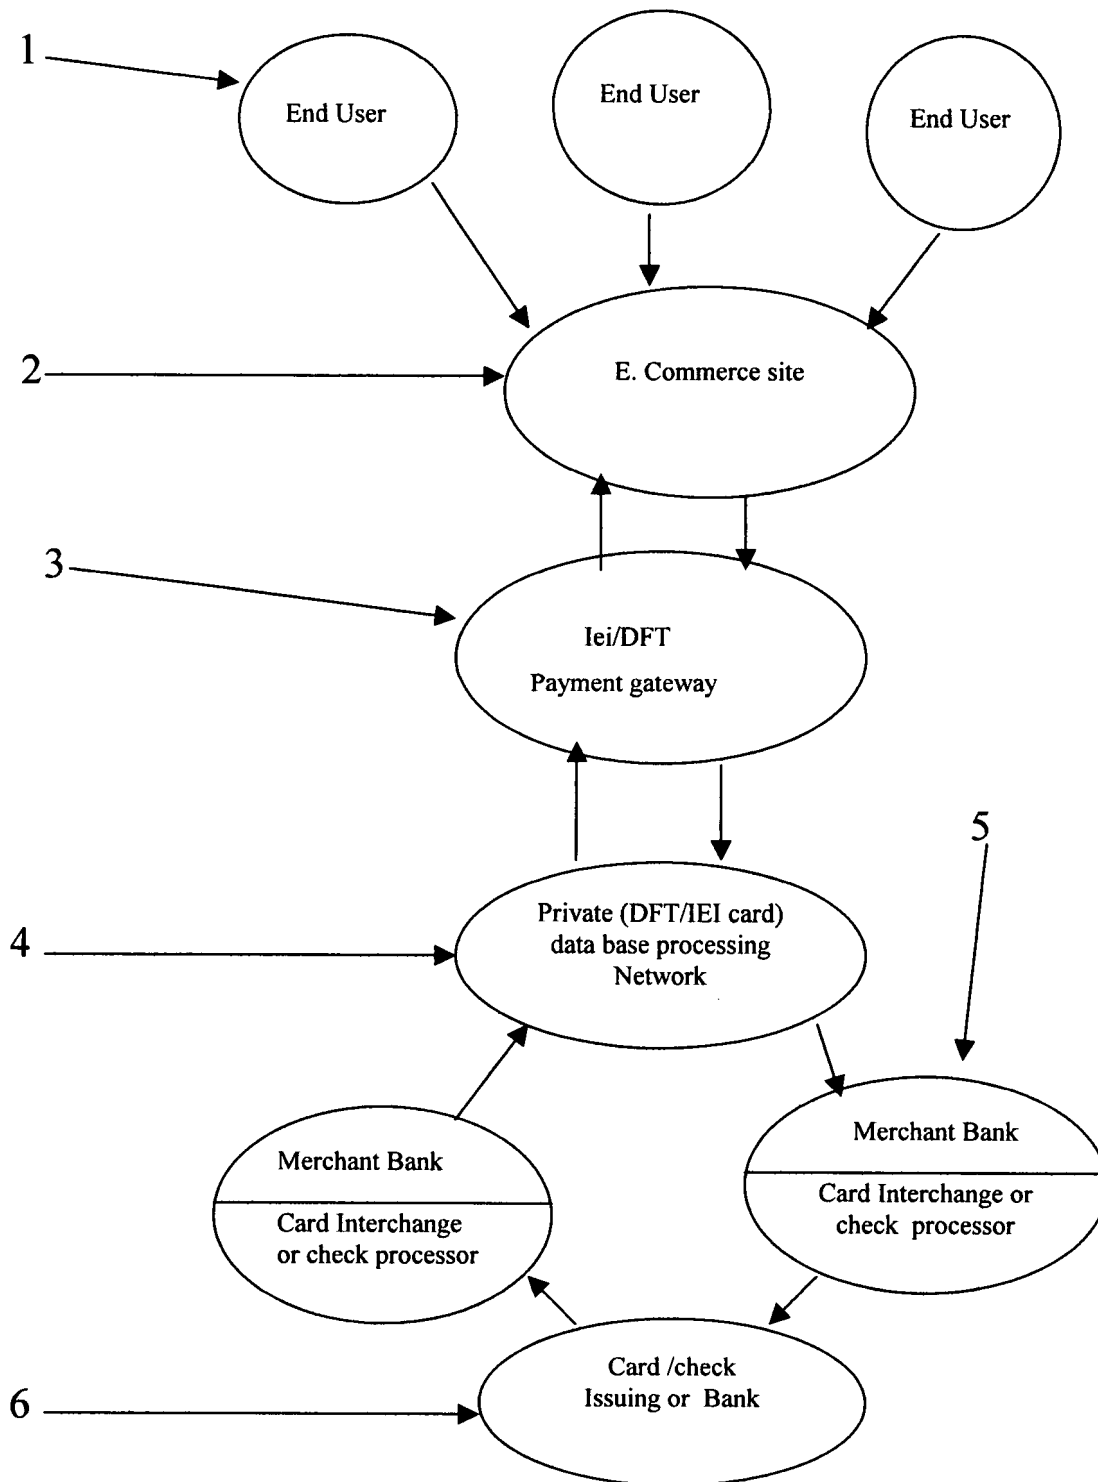 1
End User
End User
End User
2
E. Commerce site
3
Iei/DFT
Payment gateway
5
4
Private (DFT/IEI card)
data base processing
Network
Merchant Bank
Card Interchange or
check processor
Merchant Bank
Card Interchange
or check processor
Card /check
Issuing or Bank
6